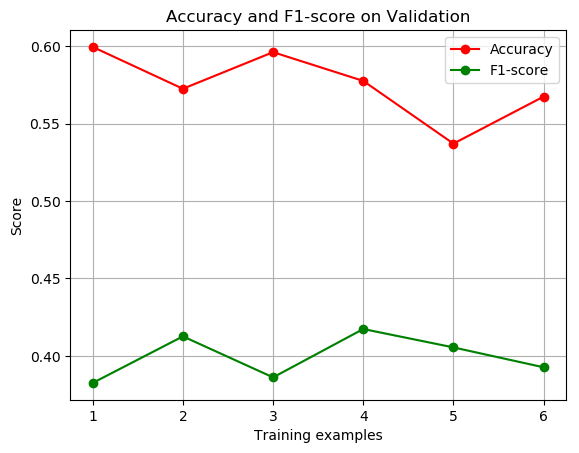 Accuracy and F1-score on Validation
Accuracy
F1-score
0.60
0.55
0.50
0.45
0.40
Score
1 2 3 4 5 6
Training examples